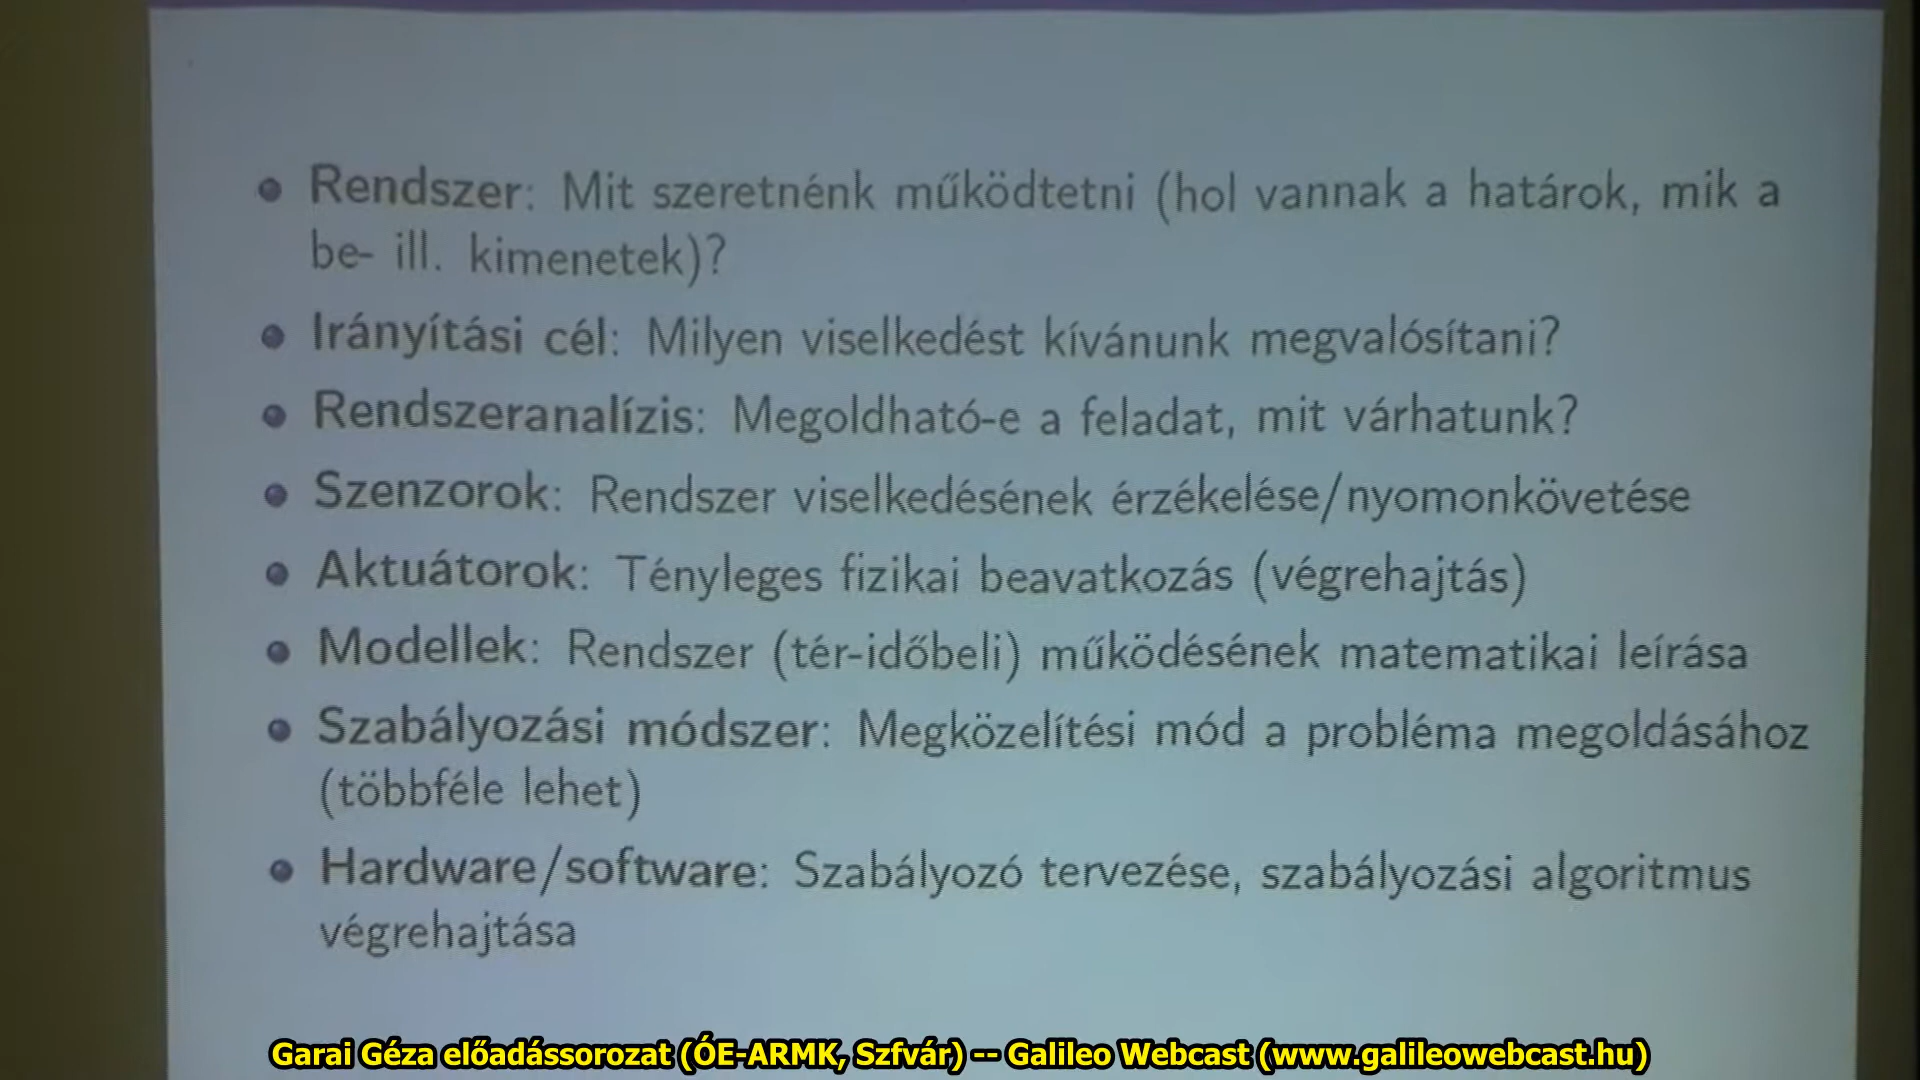 Rendszer: Mit szeretnénk működtetni (hol vannak a határok, mik a
be- ill. kimenetek)?
Irányítási cél: Milyen viselkedést kívánunk megvalósítani?
Rendszeranalízis: Megoldható-e a feladat, mit várhatunk?
Szenzorok: Rendszer viselkedésének érzékelése/nyomonkövetése
Aktuátorok: Tényleges fizikai beavatkozás (végrehajtás)
Modellek: Rendszer (tér-időbeli) működésének matematikai leírása
Szabályozási módszer: Megközelítési mód a probléma megoldásához
(többféle lehet)
Hardware/software: Szabályozó tervezése, szabályozási algoritmus
végrehajtása
Garai Géza előadássorozat (ÓE-ARMK, Szfvár) -- Galileo Webcast (www.galileowebcast.hu)